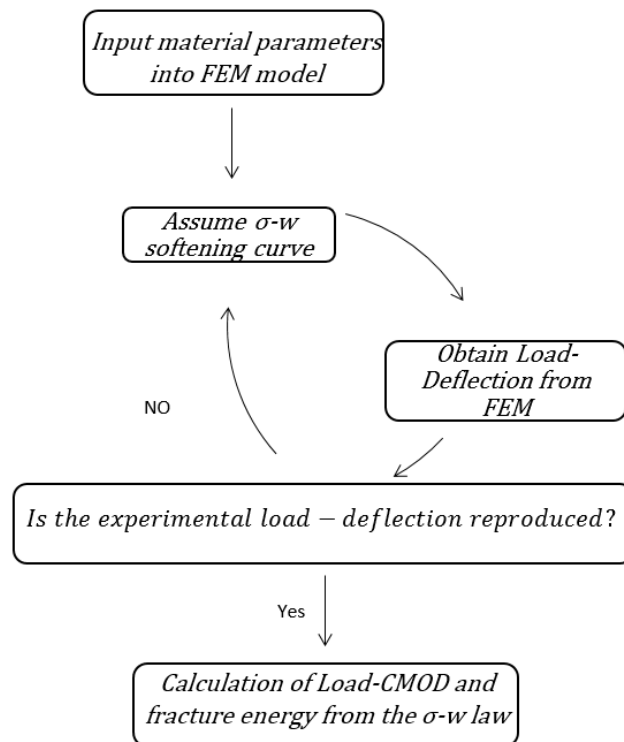 Input material parameters
into FEM model
Assume σ-w
softening curve
Obtain Load-
Deflection from
FEM
NO
Is the experimental load − deflection reproduced?
Yes
Calculation of Load-CMOD and
fracture energy from the σ-w law